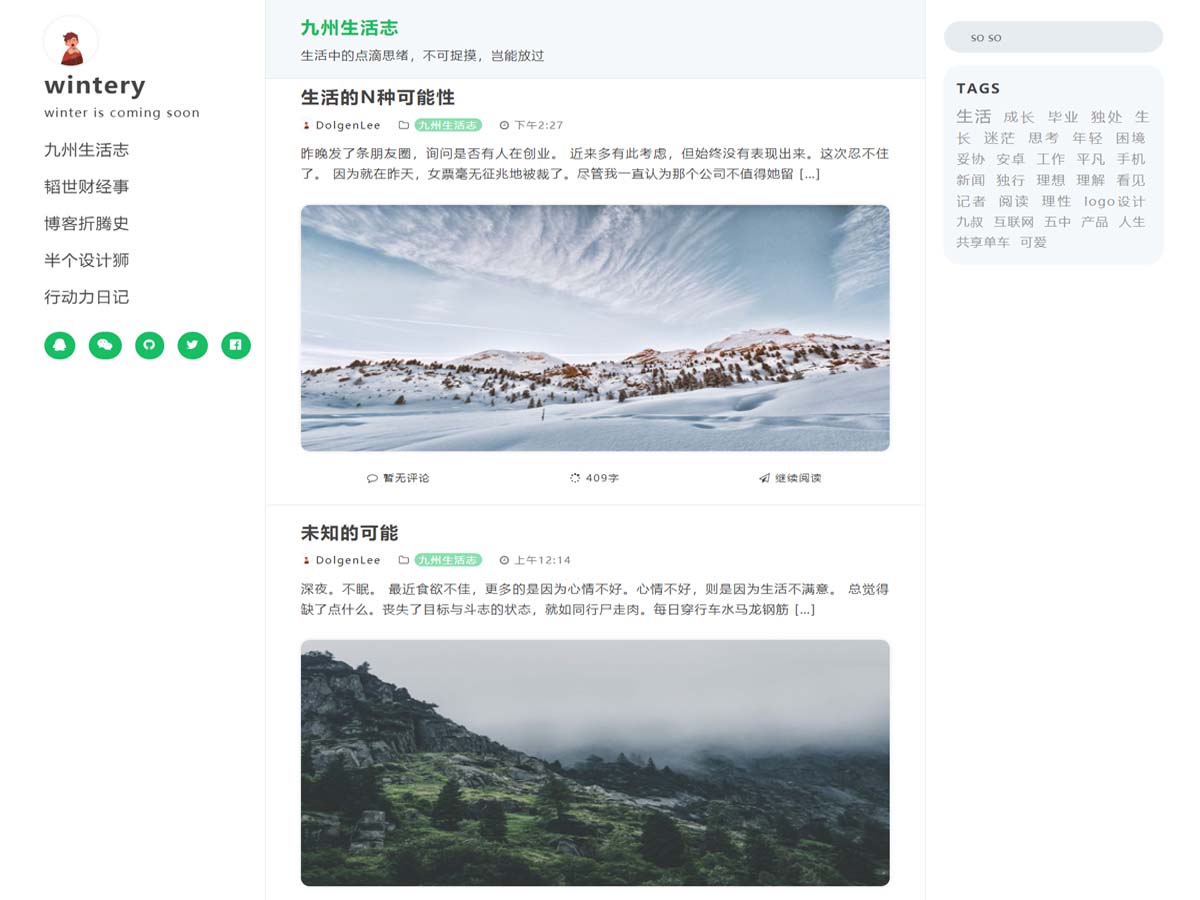 wintery
winter is coming soon
九州生活志
韬世财经事
博客折腾史
半个设计狮
行动力日记
九州生活志
生活中的点滴思绪，不可捉摸，岂能放过
生活的N种可能性
DolgenLee 九州生活志 下午2:27
昨晚发了条朋友圈，询问是否有人在创业。 近来多有此考虑，但始终没有表现出来。这次忍不住
了。 因为就在昨天，女票毫无征兆地被裁了。尽管我一直认为那个公司不值得她留 [...]
暂无评论 409字 继续阅读
未知的可能
DolgenLee 九州生活志 上午12:14
深夜。不眠。 最近食欲不佳，更多的是因为心情不好。心情不好，则是因为生活不满意。 总觉得
缺了点什么。丧失了目标与斗志的状态，就如同行尸走肉。每日穿行车水马龙钢筋 [...]
so so
TAGS
生活 成长 毕业 独处 生
长 迷茫 思考 年轻 困境
妥协 安卓 工作 平凡 手机
新闻 独行 理想 理解 看见
记者 阅读 理性 logo设计
九叔 互联网 五中 产品 人生
共享单车 可爱